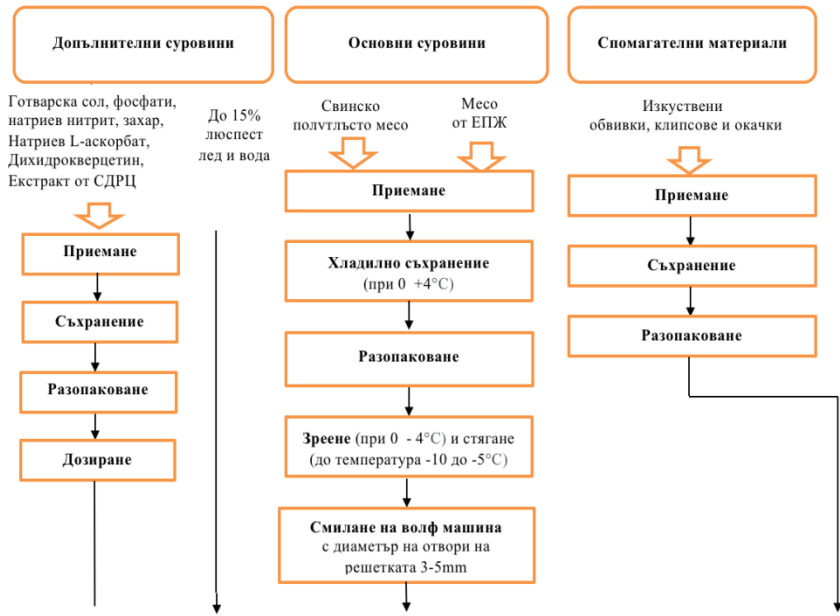 Допълнителни суровини
Готварска сол, фосфати,
натриев нитрит, захар,
Натриев L-аскорбат,
Дихидрокверцетин,
Екстракт от СДРЦ
Приемане
Съхранение
Разопаковане
Дозиране
До 15%
люспест
лед и вода
Основни суровини
Свинско
полутлъсто месо
Месо
от ЕПЖ
Приемане
Хладилно съхранение
(при 0 +4°C)
Разопаковане
Зреене (при 0 - 4°C) и стягане
(до температура -10 до -5°C)
Смилане на волф машина
с диаметър на отвори на
решетката 3-5mm
Спомагателни материали
Изкуствени
обвивки, клипсове и окачки
Приемане
Съхранение
Разопаковане